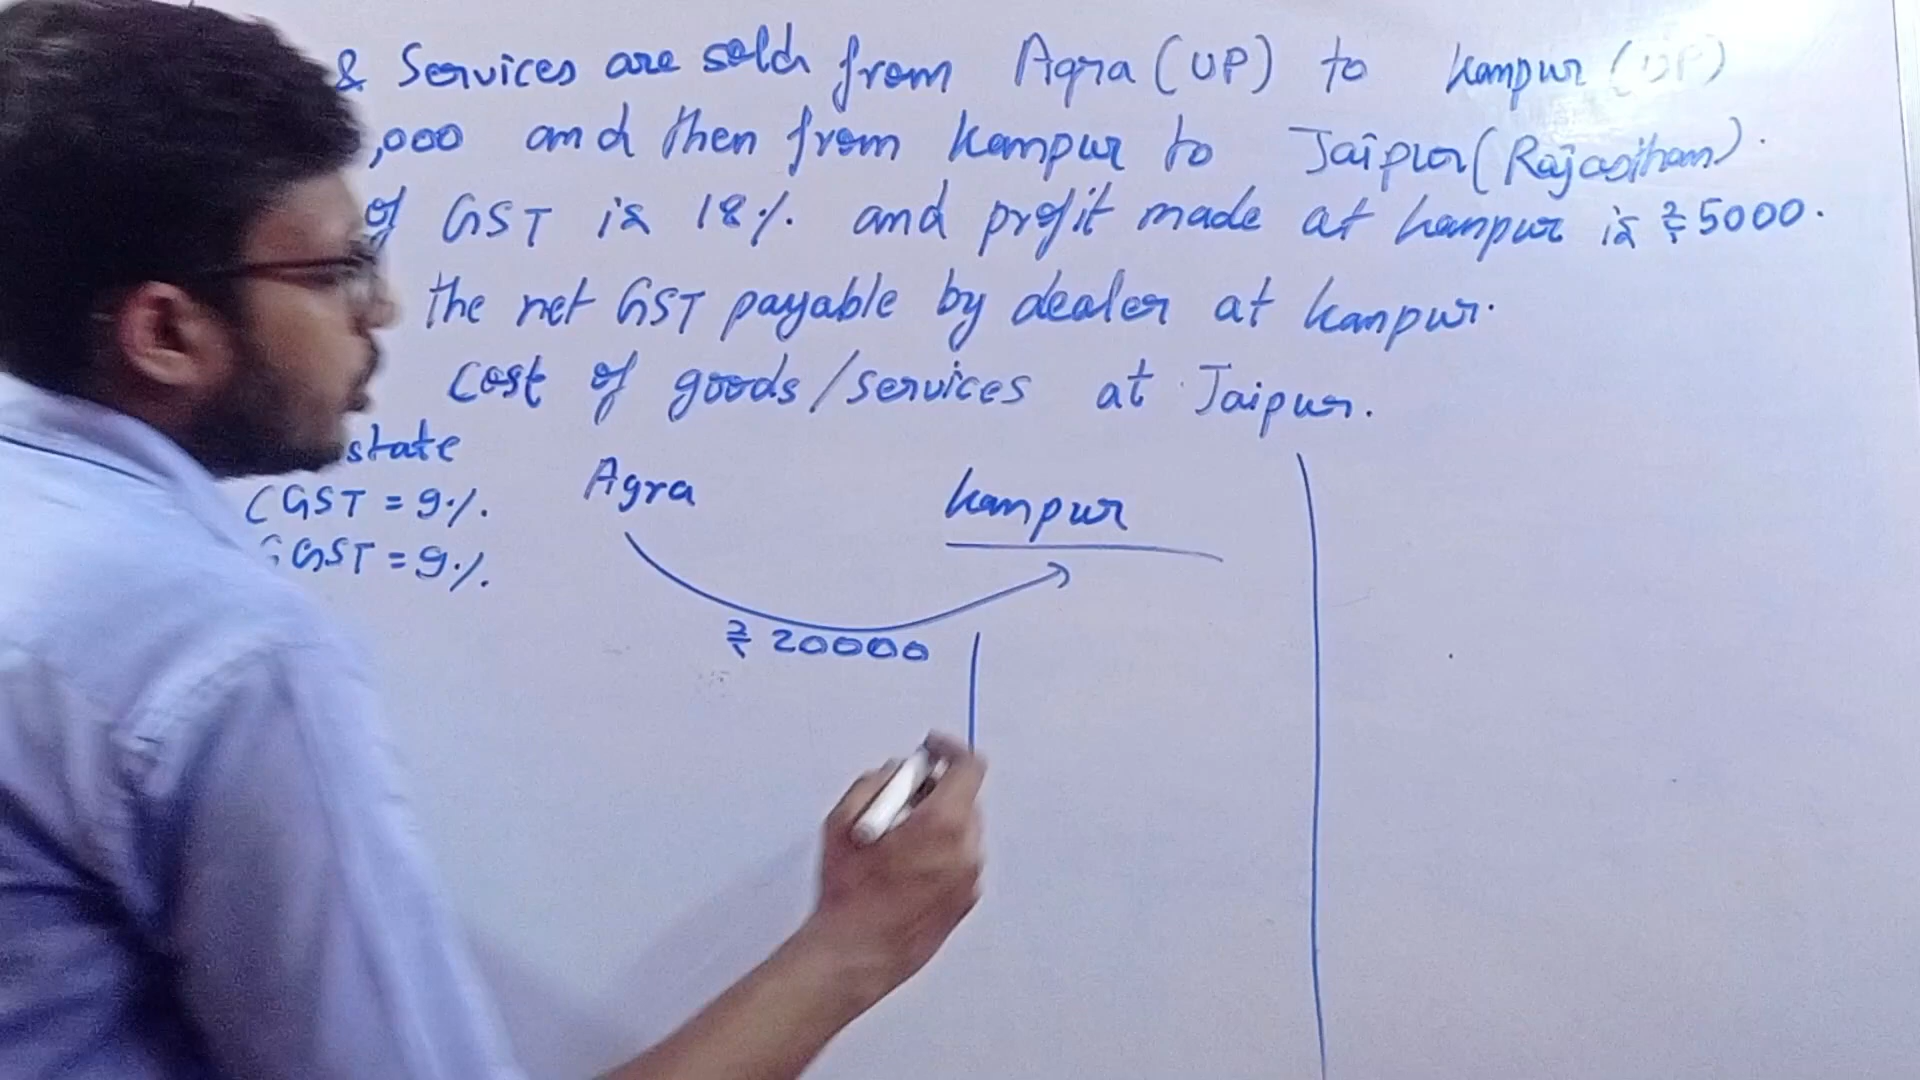 & Services are sold from Agra (UP) to Kanpur (UP)
,000 and then from Kanpur to Jaipur (Rajasthan).
of GST is 18%. and profit made at Kanpur is ₹5000.
the net GST payable by dealer at Kanpur.
cost of goods/services at Jaipur.
state
CGST = 9%.
SGST = 9%.
Agra
Kanpur
₹ 20000